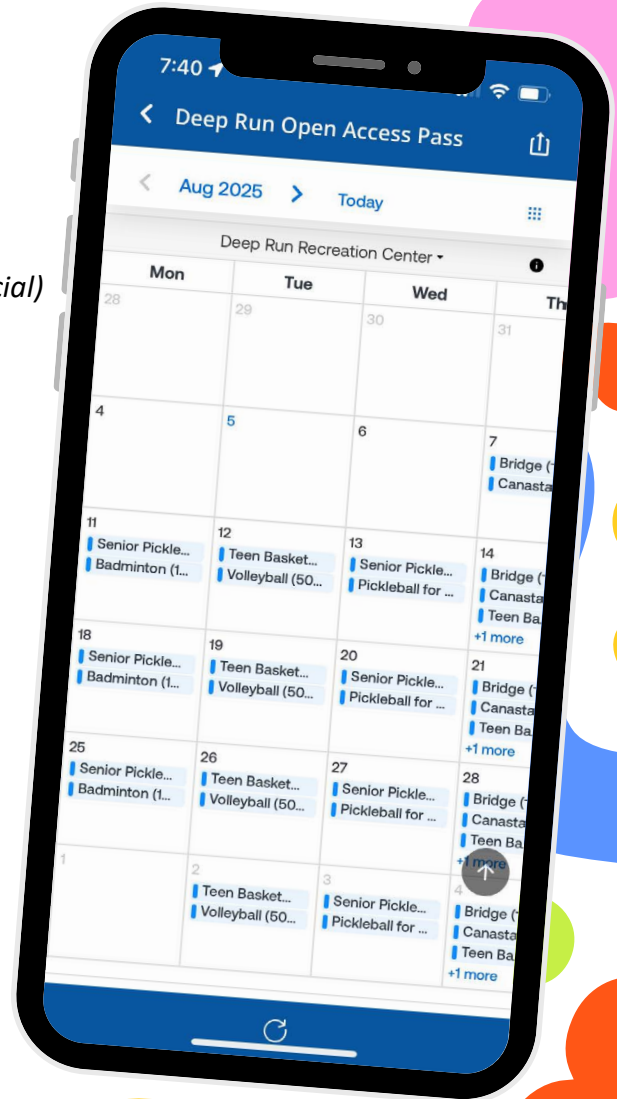 7:40
Deep Run Open Access Pass
Aug 2025 Today
cial)
Deep Run Recreation Center
Mon Tue Wed Th
28 29 30 31
4 5 6 7
Bridge (
Canasta
11 12 13 14
Senior Pickle... Teen Basket... Senior Pickle... Bridge (
Badminton (1... Volleyball (50... Pickleball for ... Canasta
Teen Ba
+1 more
18 19 20 21
Senior Pickle... Teen Basket... Senior Pickle... Bridge (
Badminton (1... Volleyball (50... Pickleball for ... Canasta
Teen Ba
+1 more
25 26 27 28
Senior Pickle... Teen Basket... Senior Pickle... Bridge (
Badminton (1... Volleyball (50... Pickleball for ... Canasta
Teen Ba
+1 more
1 2 3 4
Teen Basket... Senior Pickle... Bridge (
Volleyball (50... Pickleball for ... Canasta
Teen Ba
+1 more